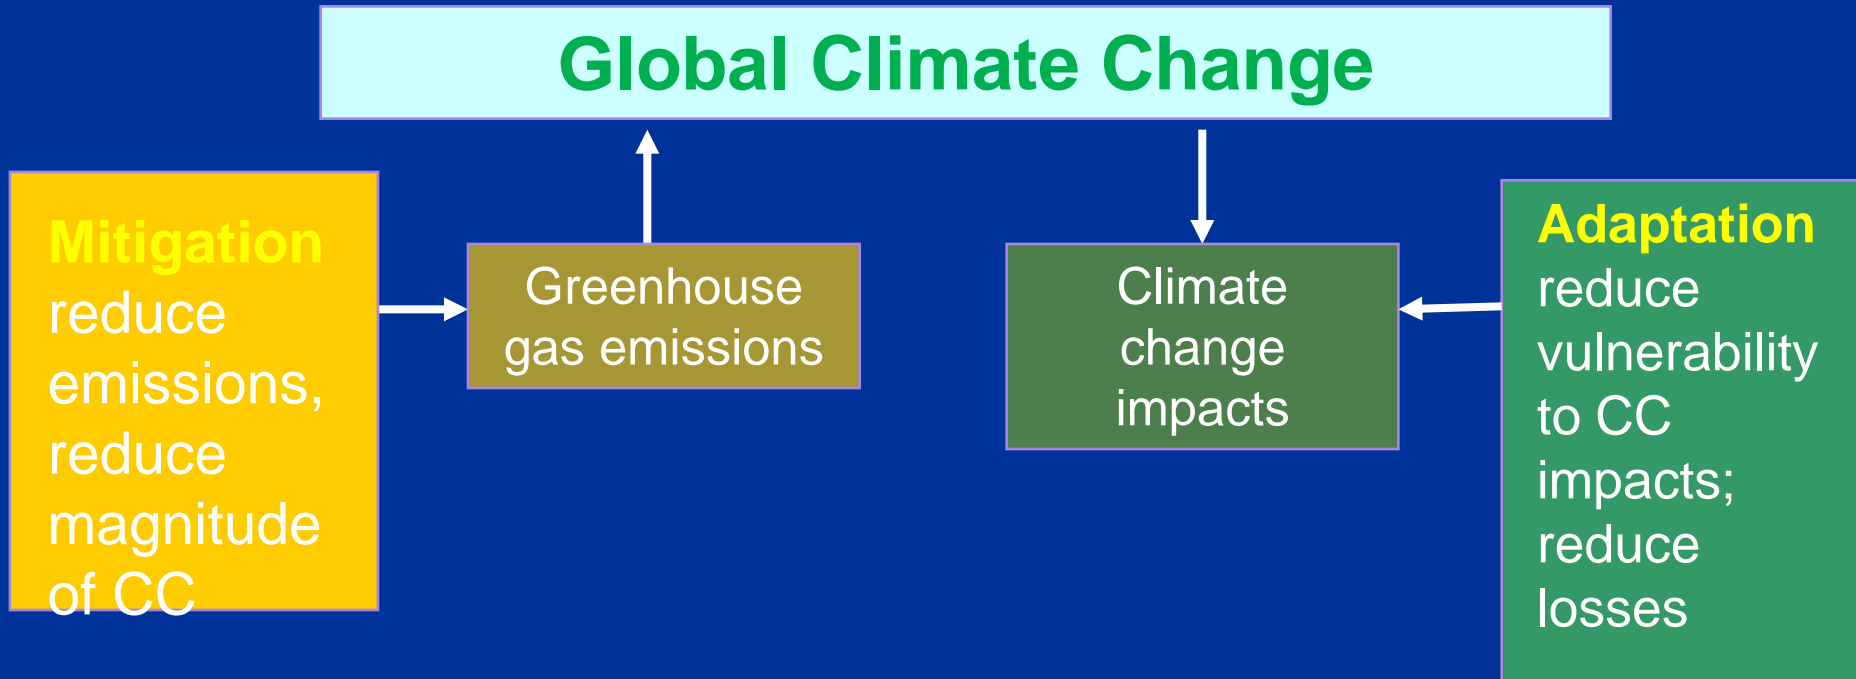 Global Climate Change
Mitigation
reduce
emissions,
reduce
magnitude
of CC
Greenhouse
gas emissions
Climate
change
impacts
Adaptation
reduce
vulnerability
to CC
impacts;
reduce
losses